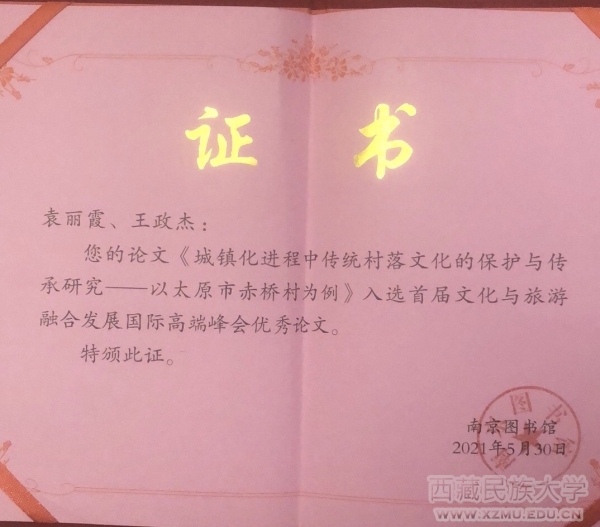 证 书
袁丽霞、王政杰：
您的论文《城镇化进程中传统村落文化的保护与传
承研究——以太原市赤桥村为例》入选首届文化与旅游
融合发展国际高端峰会优秀论文。
特颁此证。
南京图书馆
2021年5月30日
西藏民族大学
WWW.XZMU.EDU.CN